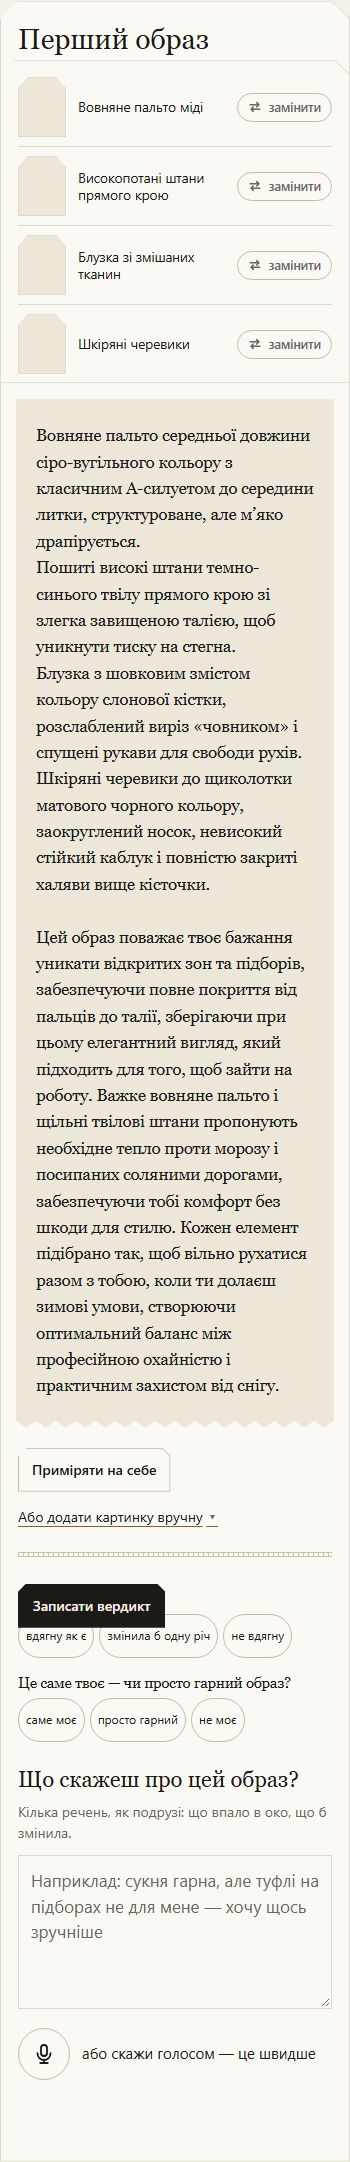 Перший образ
Вовняне пальто міді
замінити
Високопотані штани
прямого крою
замінити
Блузка зі змішаних
тканин
замінити
Шкіряні черевики
замінити
Вовняне пальто середньої довжини
сіро-вугільного кольору з
класичним А-силуетом до середини
литки, структуроване, але м’яко
драпірується.
Пошиті високі штани темно-
синього твілу прямого крою зі
злегка завищеною талією, щоб
уникнути тиску на стегна.
Блузка з шовковим змістом
кольору слонової кістки,
розслаблений виріз «човником» і
спущені рукави для свободи рухів.
Шкіряні черевики до щиколотки
матового чорного кольору,
заокруглений носок, невисокий
стійкий каблук і повністю закриті
халяви вище кісточки.
Цей образ поважає твоє бажання
уникати відкритих зон та підборів,
забезпечуючи повне покриття від
пальців до талії, зберігаючи при
цьому елегантний вигляд, який
підходить для того, щоб зайти на
роботу. Важке вовняне пальто і
щільні твілові штани пропонують
необхідне тепло проти морозу і
посипаних соляними дорогами,
забезпечуючи тобі комфорт без
шкоди для стилю. Кожен елемент
підібрано так, щоб вільно рухатися
разом з тобою, коли ти долаєш
зимові умови, створюючи
оптимальний баланс між
професійною охайністю і
практичним захистом від снігу.
Приміряти на себе
Або додати картинку вручну
Записати вердикт
вдягну як є
змінила б одну річ
не вдягну
Це саме твоє — чи просто гарний образ?
саме моє
просто гарний
не моє
Що скажеш про цей образ?
Кілька речень, як подрузі: що впало в око, що б
змінила.
Наприклад: сукня гарна, але туфлі на
підборах не для мене — хочу щось
зручніше
або скажи голосом — це швидше